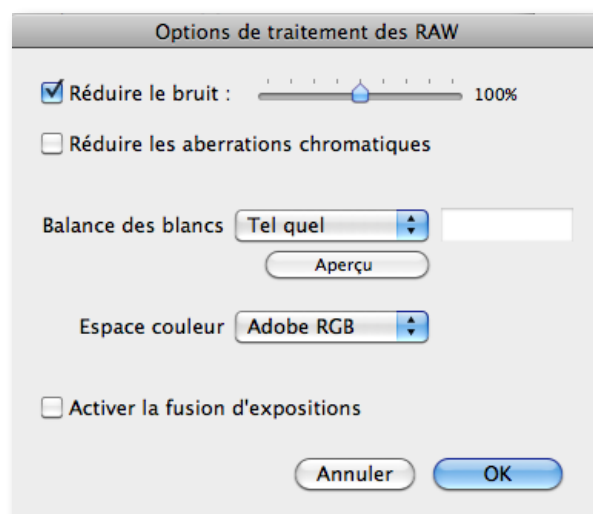 Options de traitement des RAW
Réduire le bruit : 100%
Réduire les aberrations chromatiques
Balance des blancs Tel quel
Aperçu
Espace couleur Adobe RGB
Activer la fusion d'expositions
Annuler OK